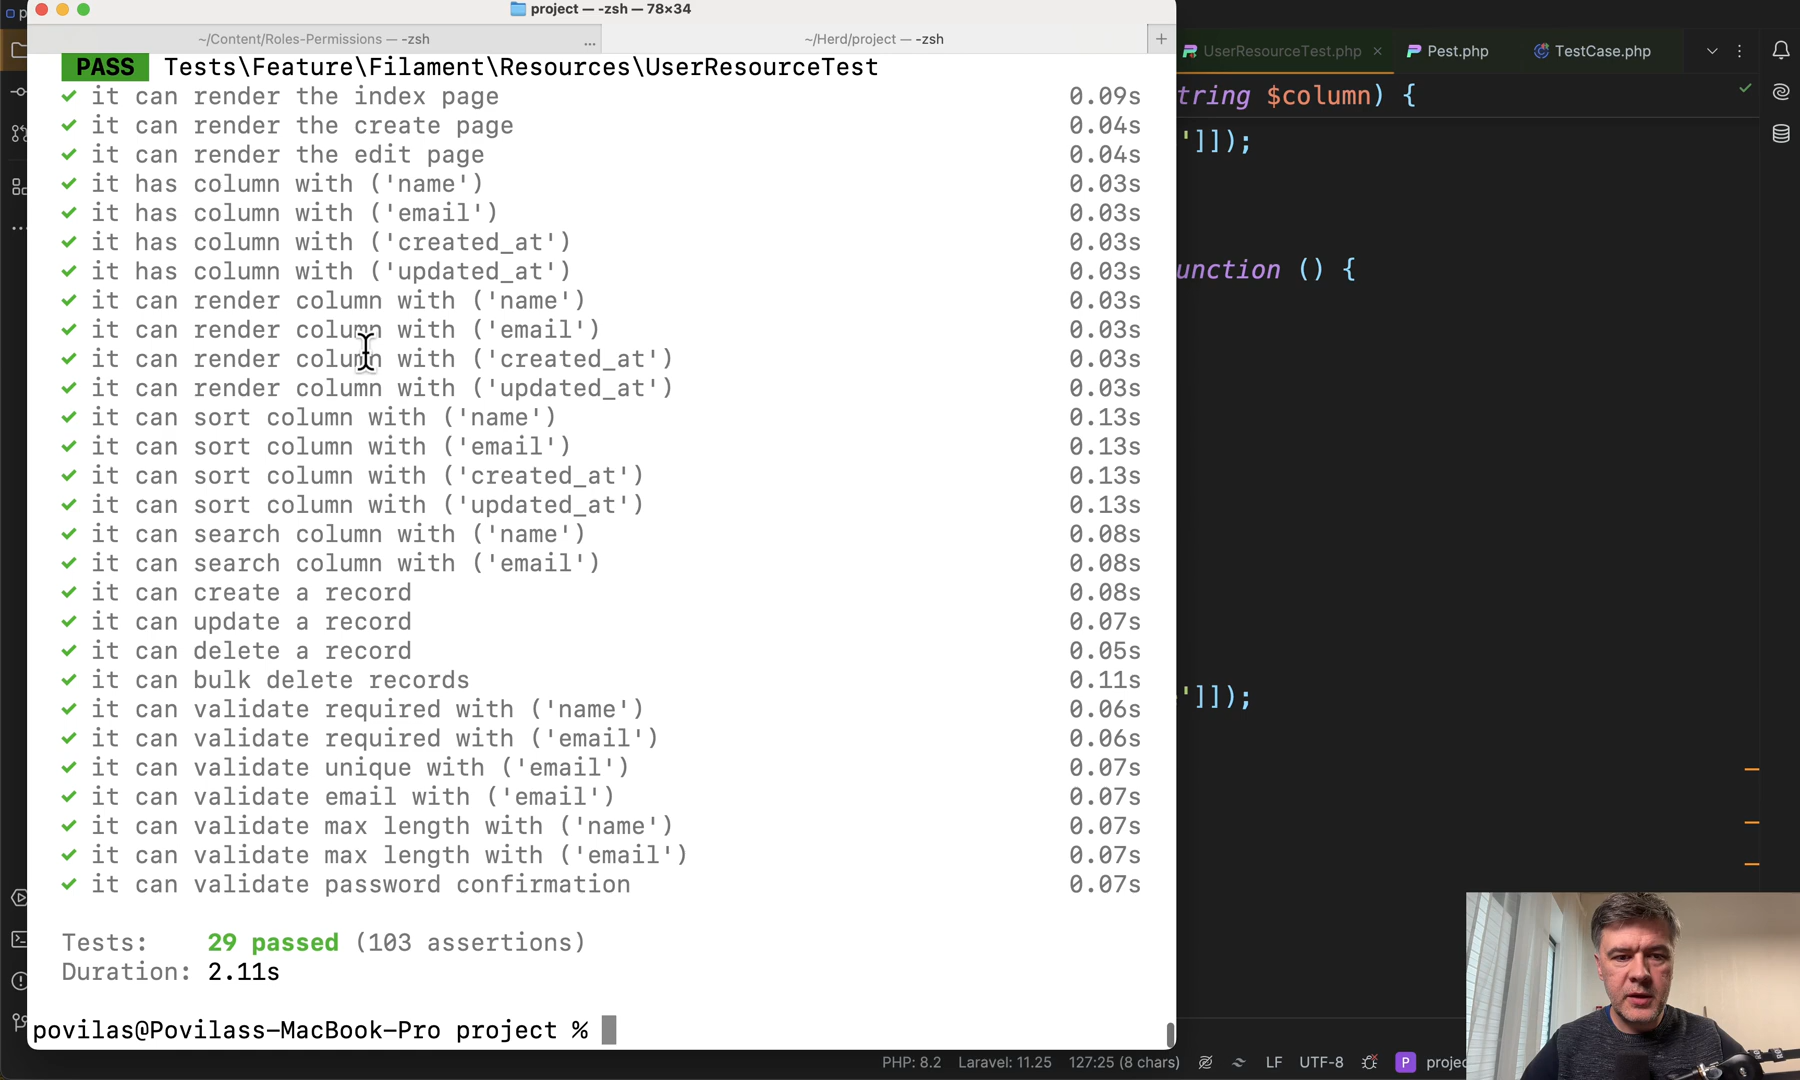 project — -zsh — 78×34
~/Content/Roles-Permissions — -zsh
...
~/Herd/project — -zsh
+
PASS Tests\Feature\Filament\Resources\UserResourceTest
✓ it can render the index page 0.09s
✓ it can render the create page 0.04s
✓ it can render the edit page 0.04s
✓ it has column with ('name') 0.03s
✓ it has column with ('email') 0.03s
✓ it has column with ('created_at') 0.03s
✓ it has column with ('updated_at') 0.03s
✓ it can render column with ('name') 0.03s
✓ it can render column with ('email') 0.03s
✓ it can render column with ('created_at') 0.03s
✓ it can render column with ('updated_at') 0.03s
✓ it can sort column with ('name') 0.13s
✓ it can sort column with ('email') 0.13s
✓ it can sort column with ('created_at') 0.13s
✓ it can sort column with ('updated_at') 0.13s
✓ it can search column with ('name') 0.08s
✓ it can search column with ('email') 0.08s
✓ it can create a record 0.08s
✓ it can update a record 0.07s
✓ it can delete a record 0.05s
✓ it can bulk delete records 0.11s
✓ it can validate required with ('name') 0.06s
✓ it can validate required with ('email') 0.06s
✓ it can validate unique with ('email') 0.07s
✓ it can validate email with ('email') 0.07s
✓ it can validate max length with ('name') 0.07s
✓ it can validate max length with ('email') 0.07s
✓ it can validate password confirmation 0.07s
Tests: 29 passed (103 assertions)
Duration: 2.11s
povilas@Povilass-MacBook-Pro project %
UserResourceTest.php
Pest.php
TestCase.php
tring $column) {
']]);
unction () {
']]);
PHP: 8.2 Laravel: 11.25 127:25 (8 chars) LF UTF-8 P projec